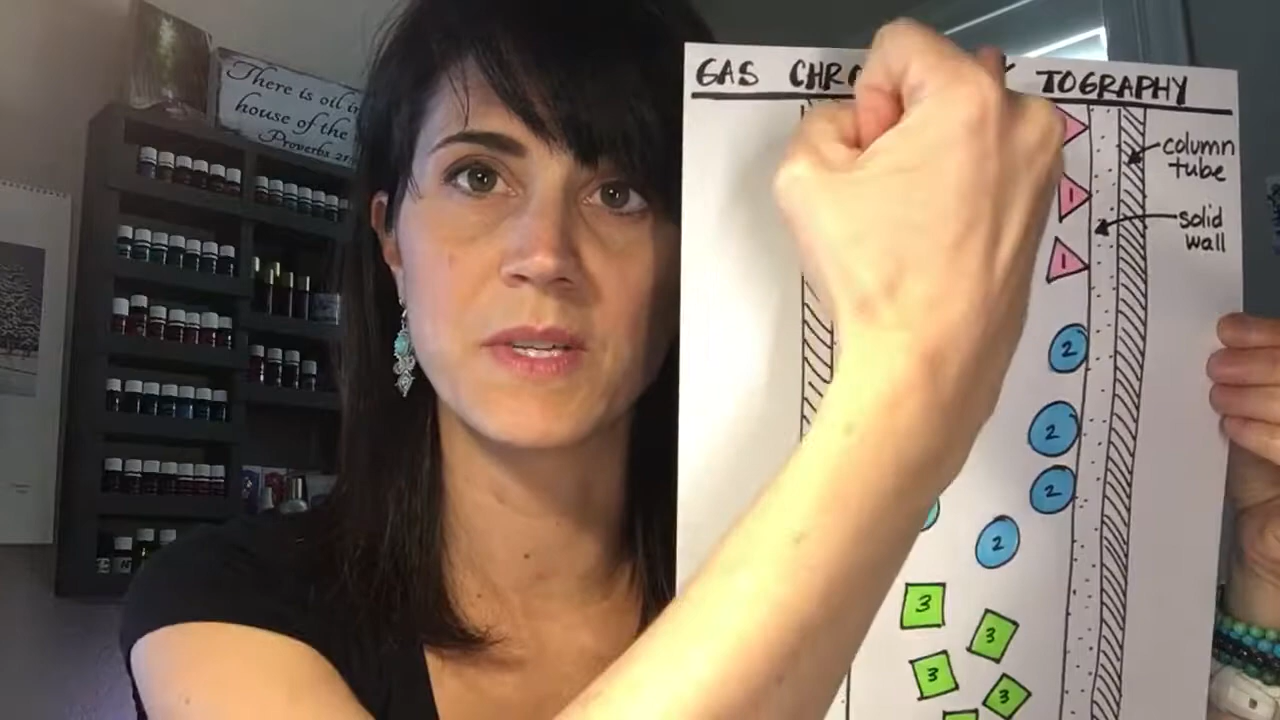 There is oil in
house of the
Proverbs
GAS CHRO TOGRAPHY
column
tube
solid
wall
1
1
2
2
2
2
3
3
3
3